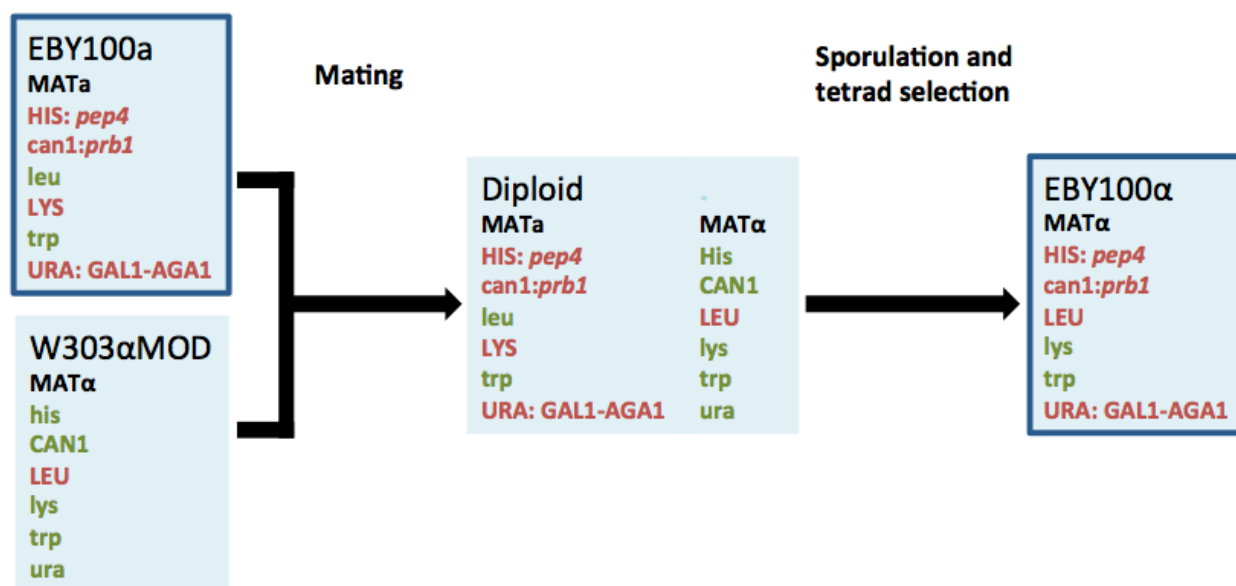 EBY100a
MATa
HIS: pep4
can1:prb1
leu
LYS
trp
URA: GAL1-AGA1
W303αMOD
MATα
his
CAN1
LEU
lys
trp
ura
Mating
Diploid
MATa
HIS: pep4
can1:prb1
leu
LYS
trp
URA: GAL1-AGA1
MATα
His
CAN1
LEU
lys
trp
ura
Sporulation and
tetrad selection
EBY100α
MATα
HIS: pep4
can1:prb1
LEU
lys
trp
URA: GAL1-AGA1